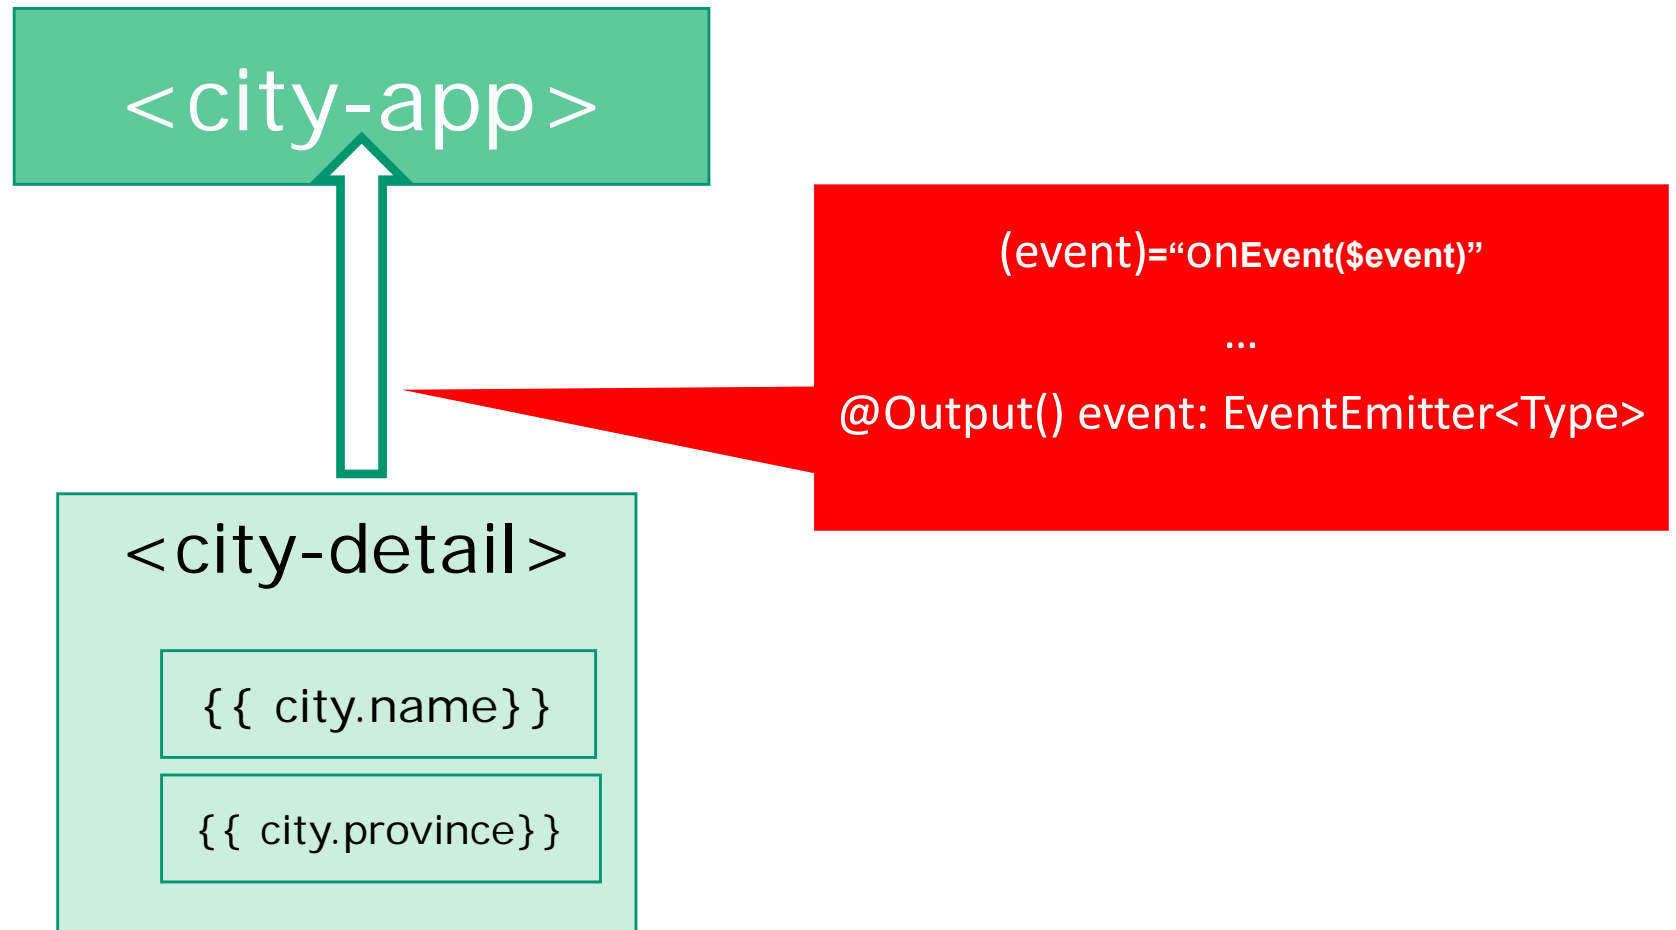 <city-app>
(event)=“onEvent($event)”
…
@Output() event: EventEmitter<Type>
<city-detail>
{{ city.name}}
{{ city.province}}